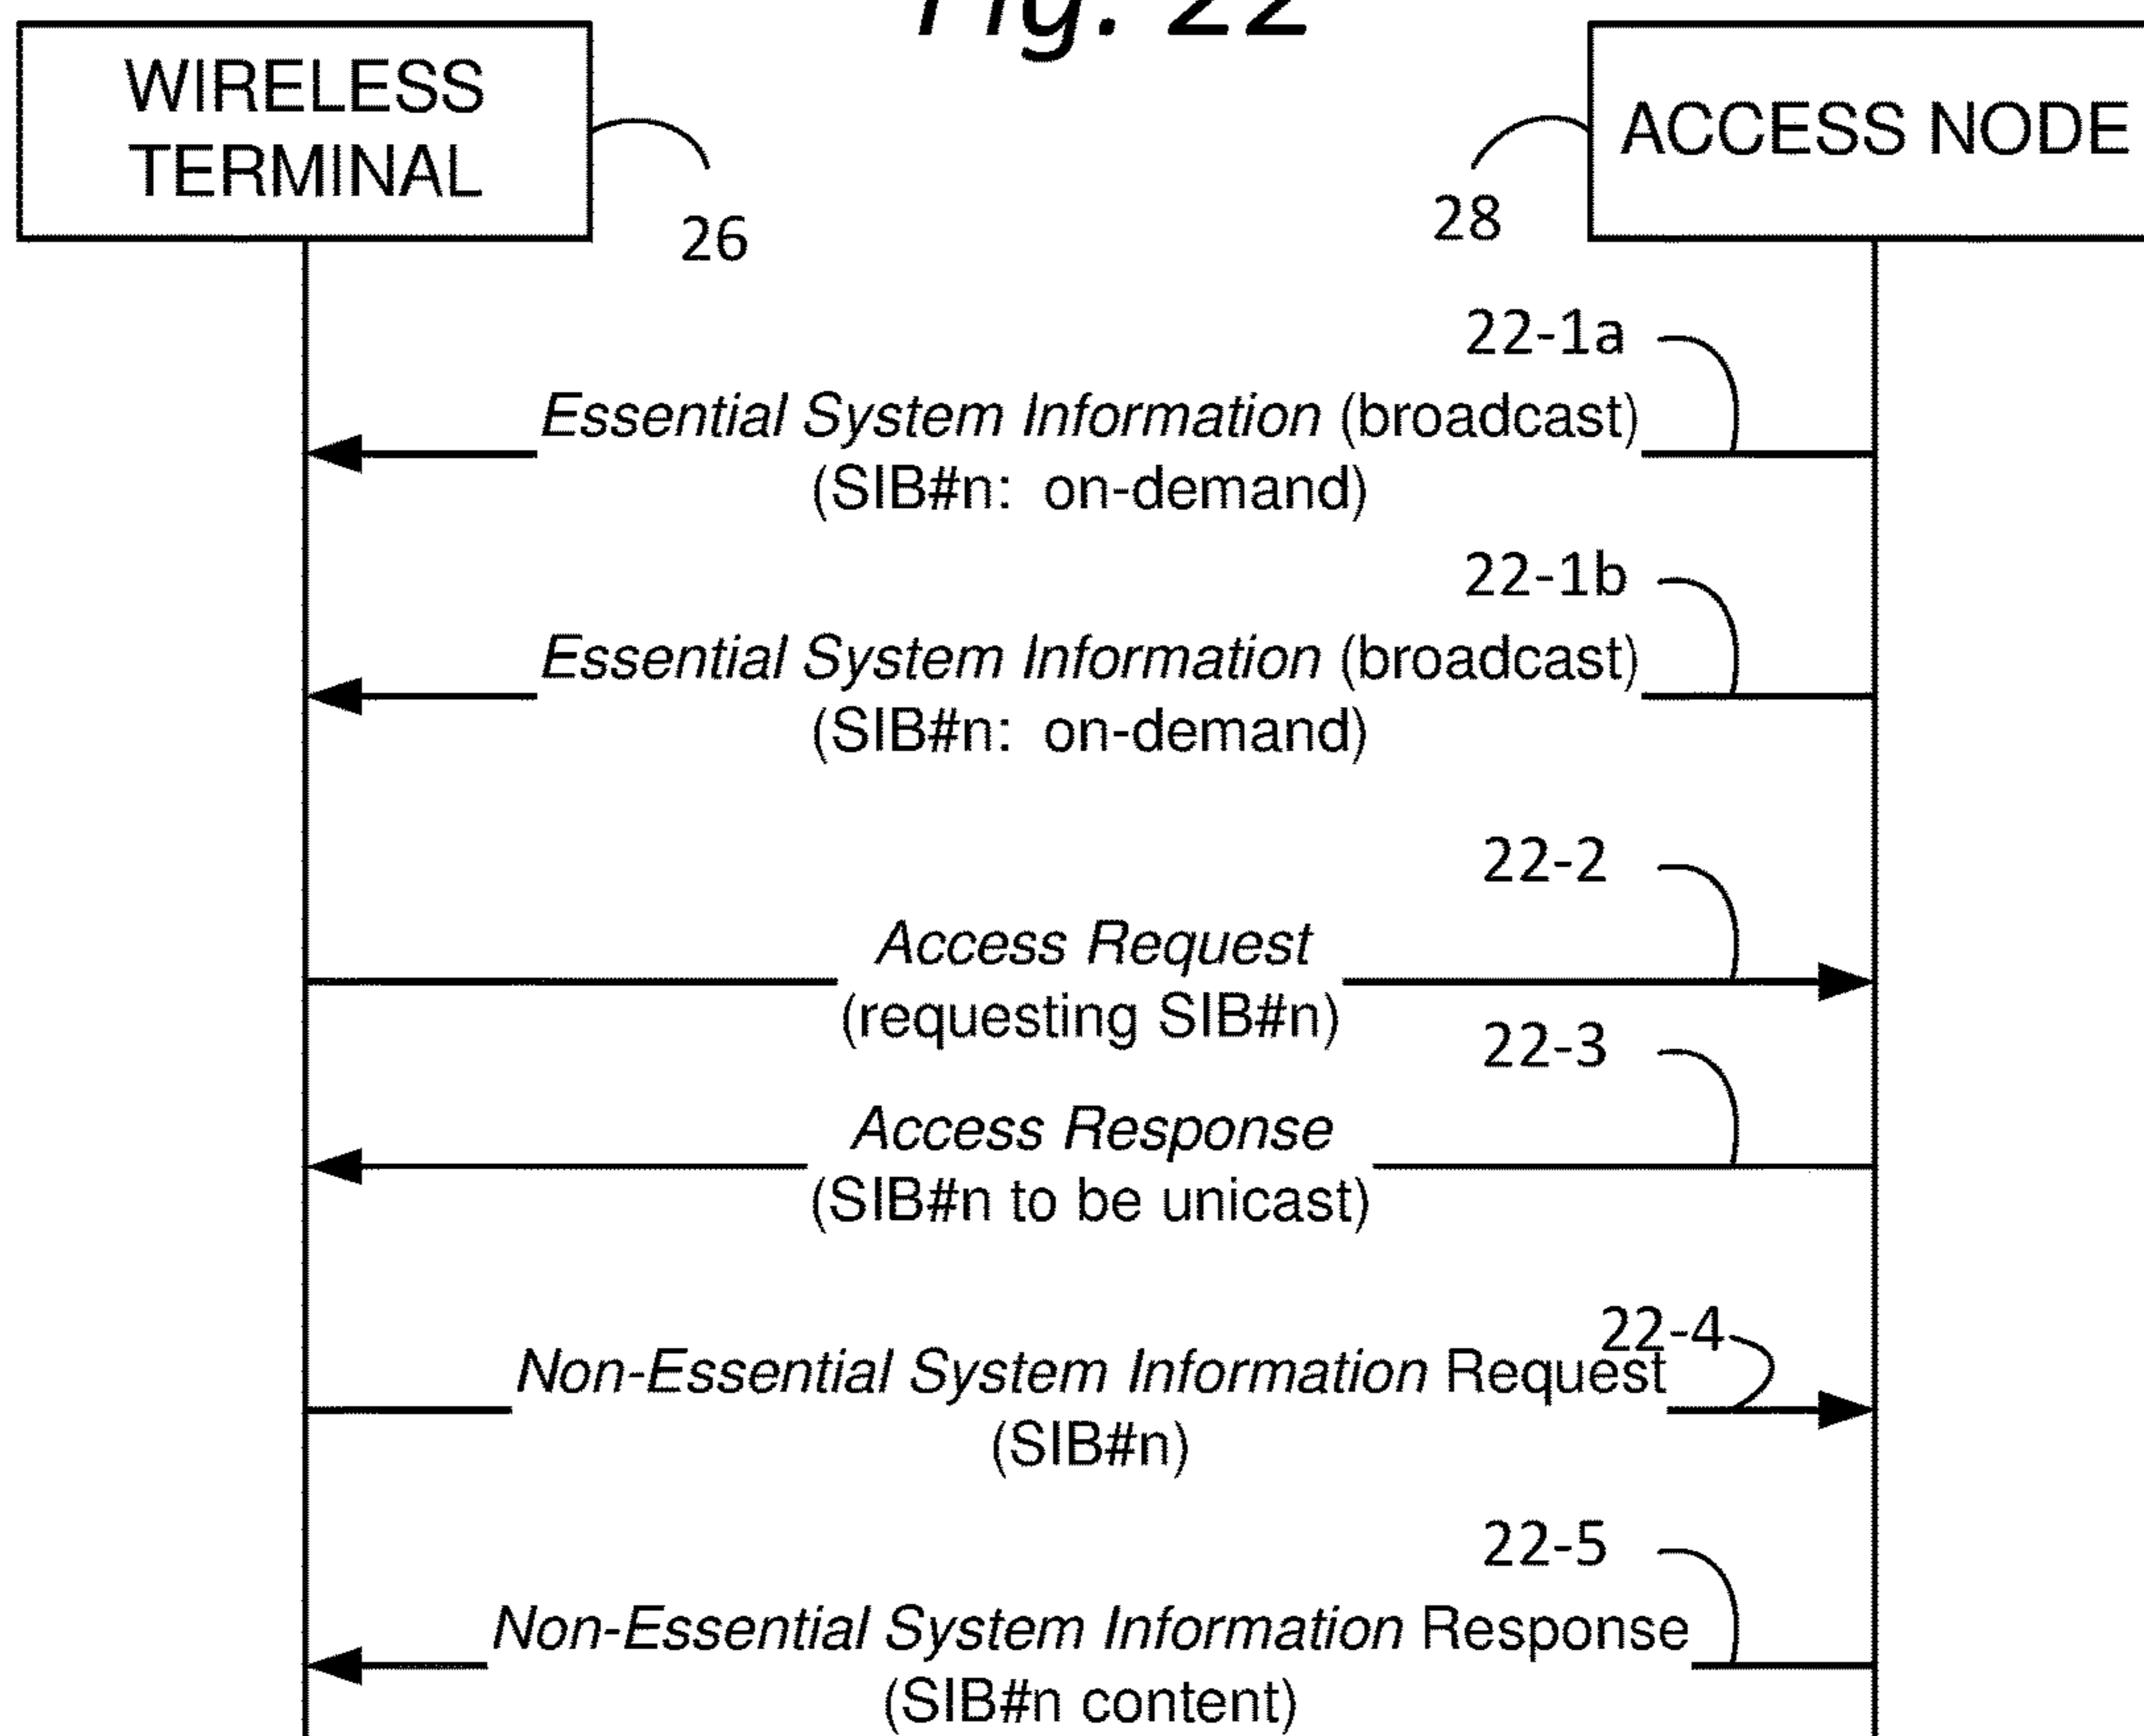 Fig. 22
WIRELESS
TERMINAL
ACCESS NODE
26
28
22-1a
Essential System Information (broadcast)
(SIB#n: on-demand)
22-1b
Essential System Information (broadcast)
(SIB#n: on-demand)
22-2
Access Request
(requesting SIB#n)
22-3
Access Response
(SIB#n to be unicast)
22-4
Non-Essential System Information Request
(SIB#n)
22-5
Non-Essential System Information Response
(SIB#n content)